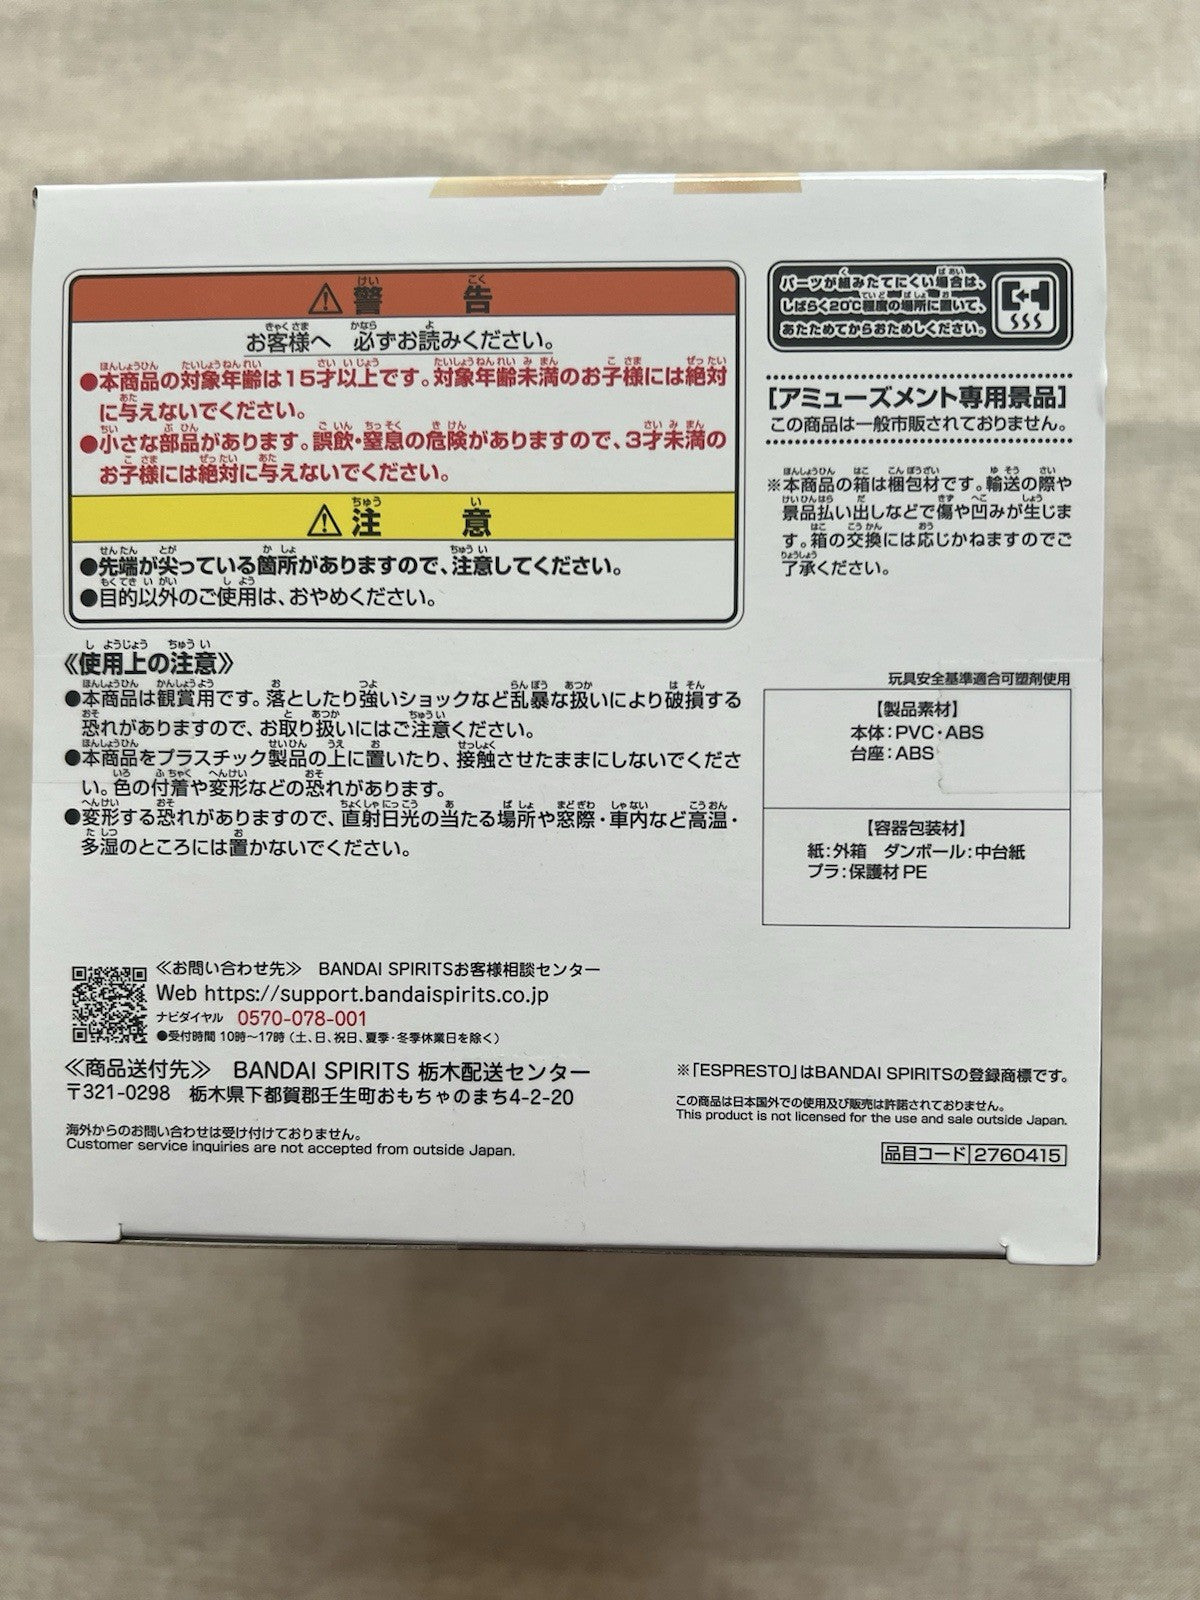 ⚠警告
お客様へ 必ずお読みください。
●本商品の対象年齢は15才以上です。対象年齢未満のお子様には絶対
に与えないでください。
●小さな部品があります。誤飲・窒息の危険がありますので、3才未満の
お子様には絶対に与えないでください。
⚠注意
●先端が尖っている箇所がありますので、注意してください。
●目的以外のご使用は、おやめください。
《使用上の注意》
●本商品は観賞用です。落としたり強いショックなど乱暴な扱いにより破損する
恐れがありますので、お取り扱いにはご注意ください。
●本商品をプラスチック製品の上に置いたり、接触させたままにしないでくださ
い。色の付着や変形などの恐れがあります。
●変形する恐れがありますので、直射日光の当たる場所や窓際・車内など高温・
多湿のところには置かないでください。
パーツが組みたてにくい場合は、
しばらく20℃程度の場所に置いて、
あたためてからおためしください。
[アミューズメント専用景品]
この商品は一般市販されておりません。
※本商品の箱は梱包材です。輸送の際や
景品払い出しなどで傷や凹みが生じま
す。箱の交換には応じかねますのでご
了承ください。
玩具安全基準適合可塑剤使用
【製品素材】
本体:PVC・ABS
台座:ABS
【容器包装材】
紙:外箱 ダンボール:中台紙
プラ:保護材 PE
≪お問い合わせ先≫ BANDAI SPIRITSお客様相談センター
Web https://support.bandaispirits.co.jp
ナビダイヤル 0570-078-001
●受付時間 10時〜17時(土、日、祝日、夏季・冬季休業日を除く)
≪商品送付先≫ BANDAI SPIRITS 栃木配送センター
〒321-0298 栃木県下都賀郡壬生町おもちゃのまち4-2-20
海外からのお問い合わせは受け付けておりません。
Customer service inquiries are not accepted from outside Japan.
※「ESPRESTO」はBANDAI SPIRITSの登録商標です。
この商品は日本国外での使用及び販売は許諾されておりません。
This product is not licensed for the use and sale outside Japan.
品目コード 2760415